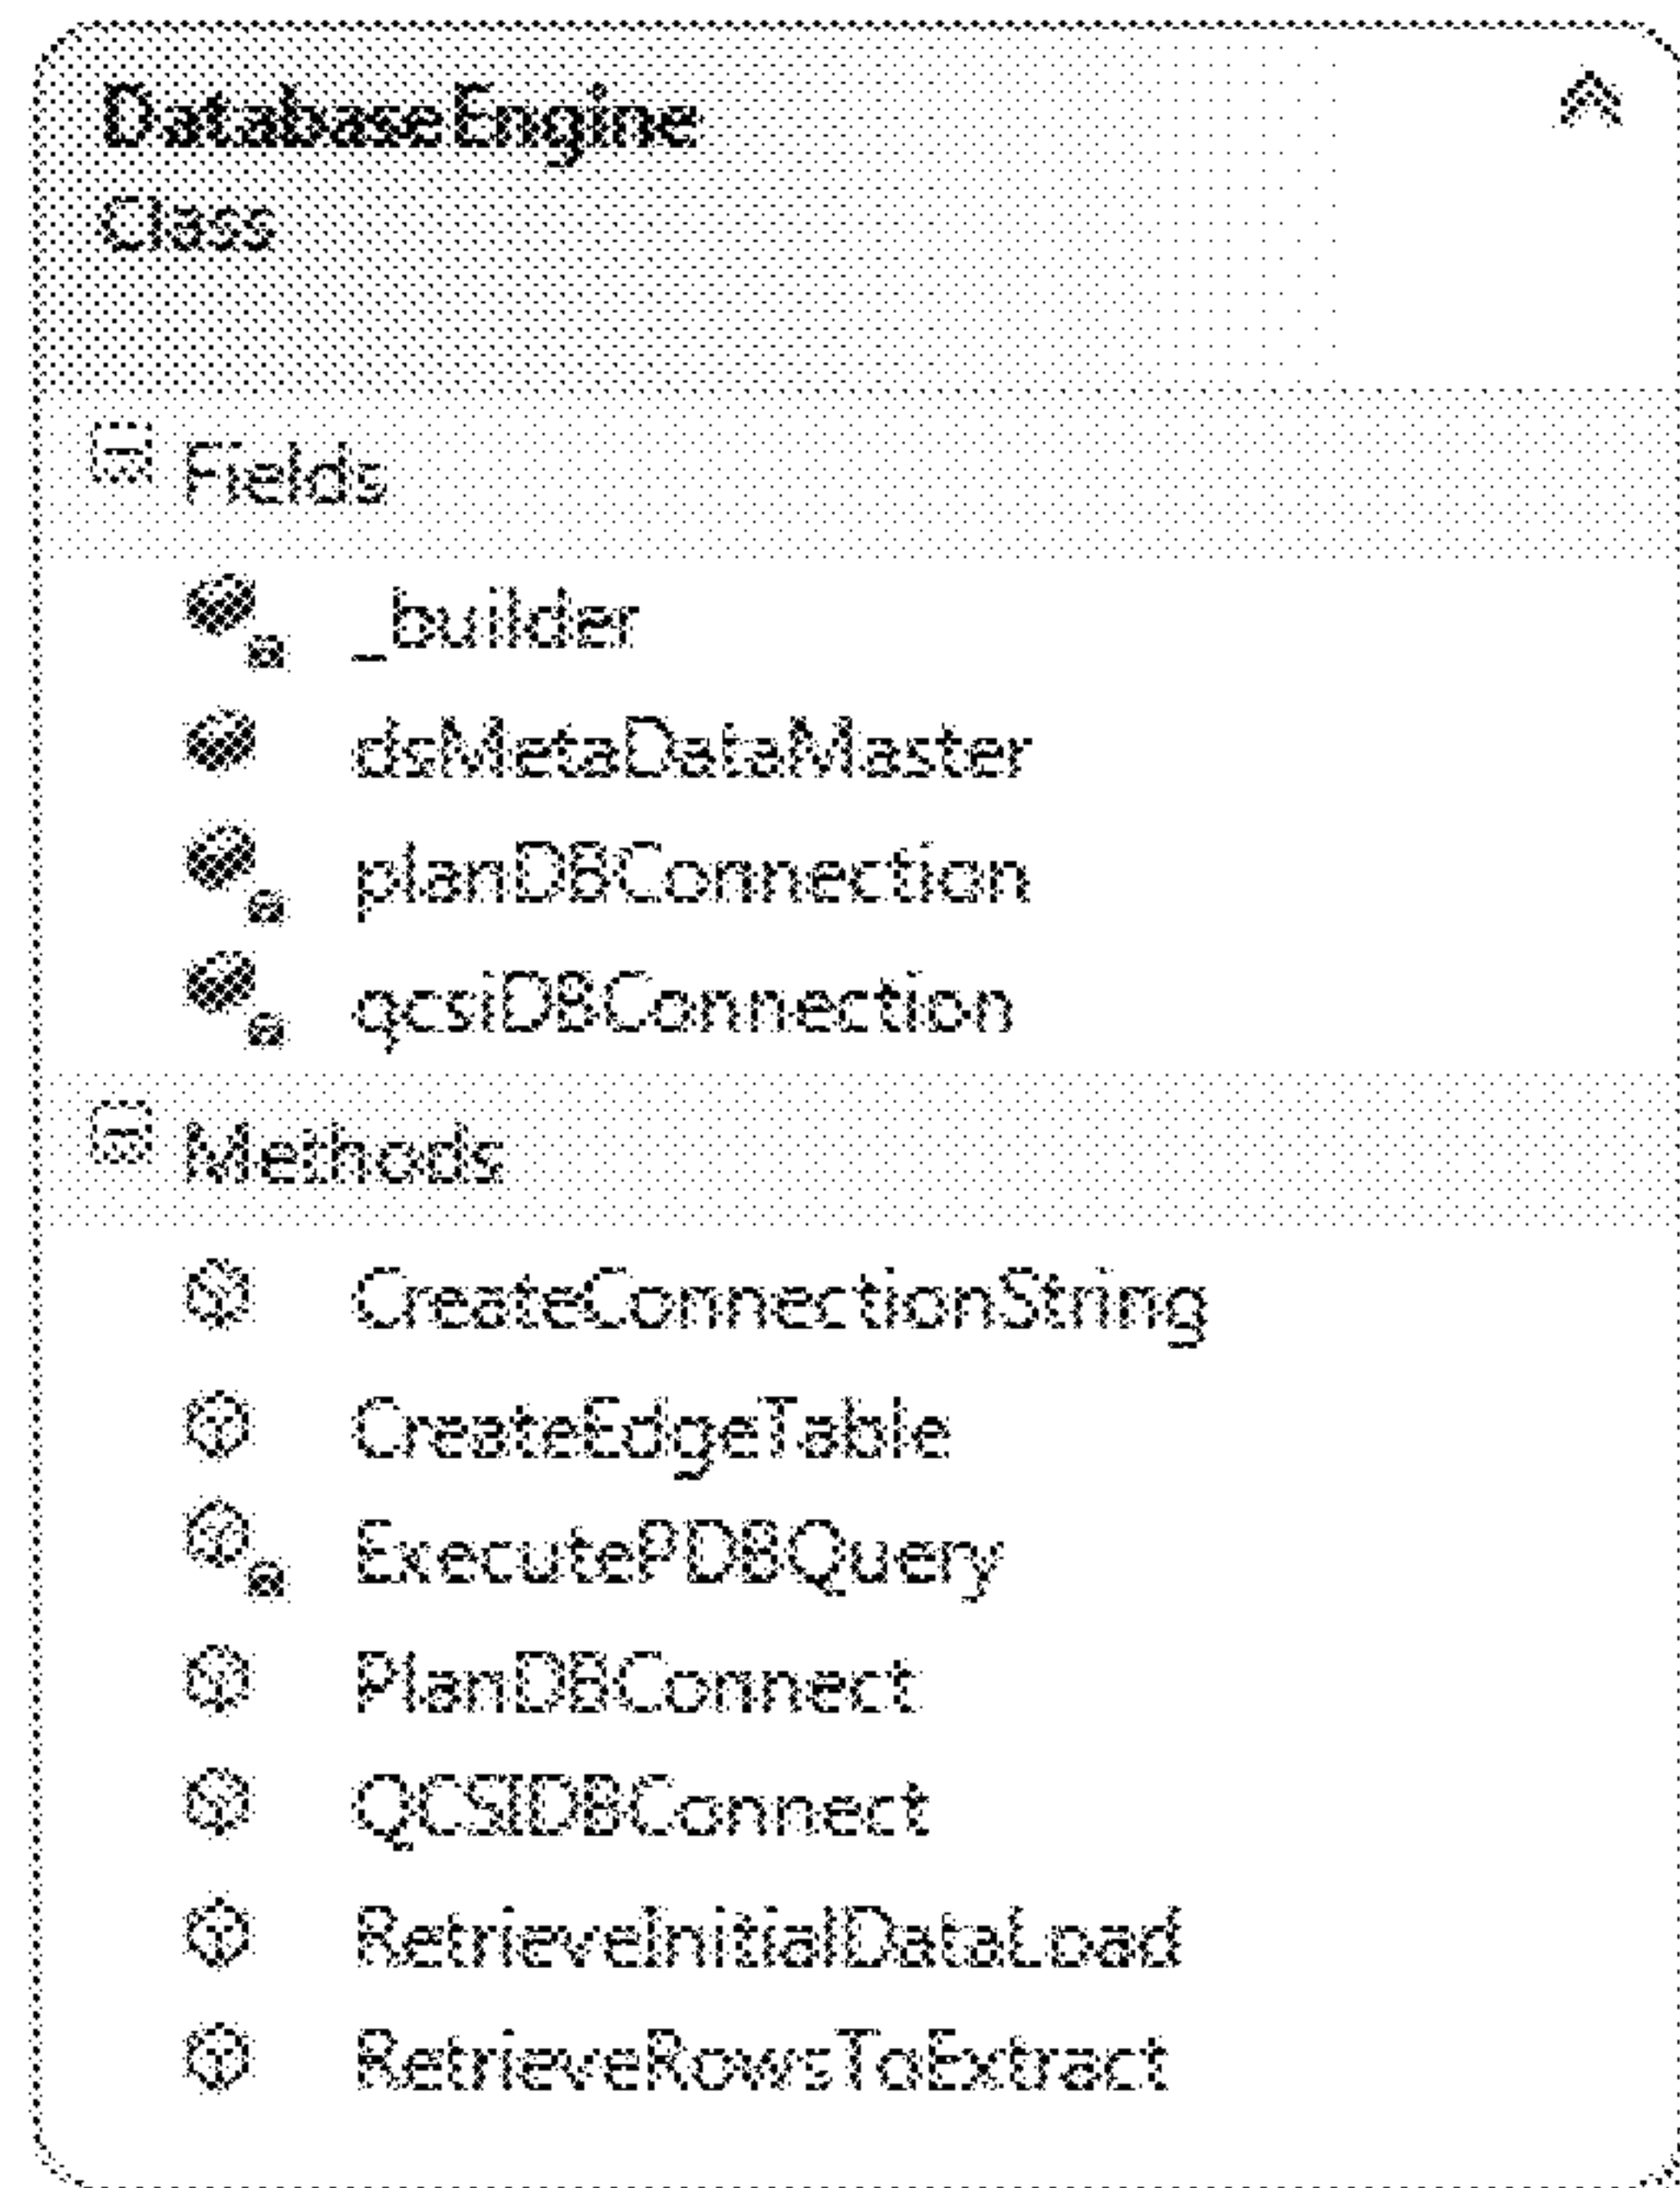 DatabaseEngine
Class
Fields
_builder
dsMetaDataMaster
planDBConnection
qcsiDBConnection
Methods
CreateConnectionString
CreateEdgeTable
ExecutePDBQuery
PlanDBConnect
QCSIDBConnect
RetrieveInitialDataLoad
RetrieveRowsToExtract